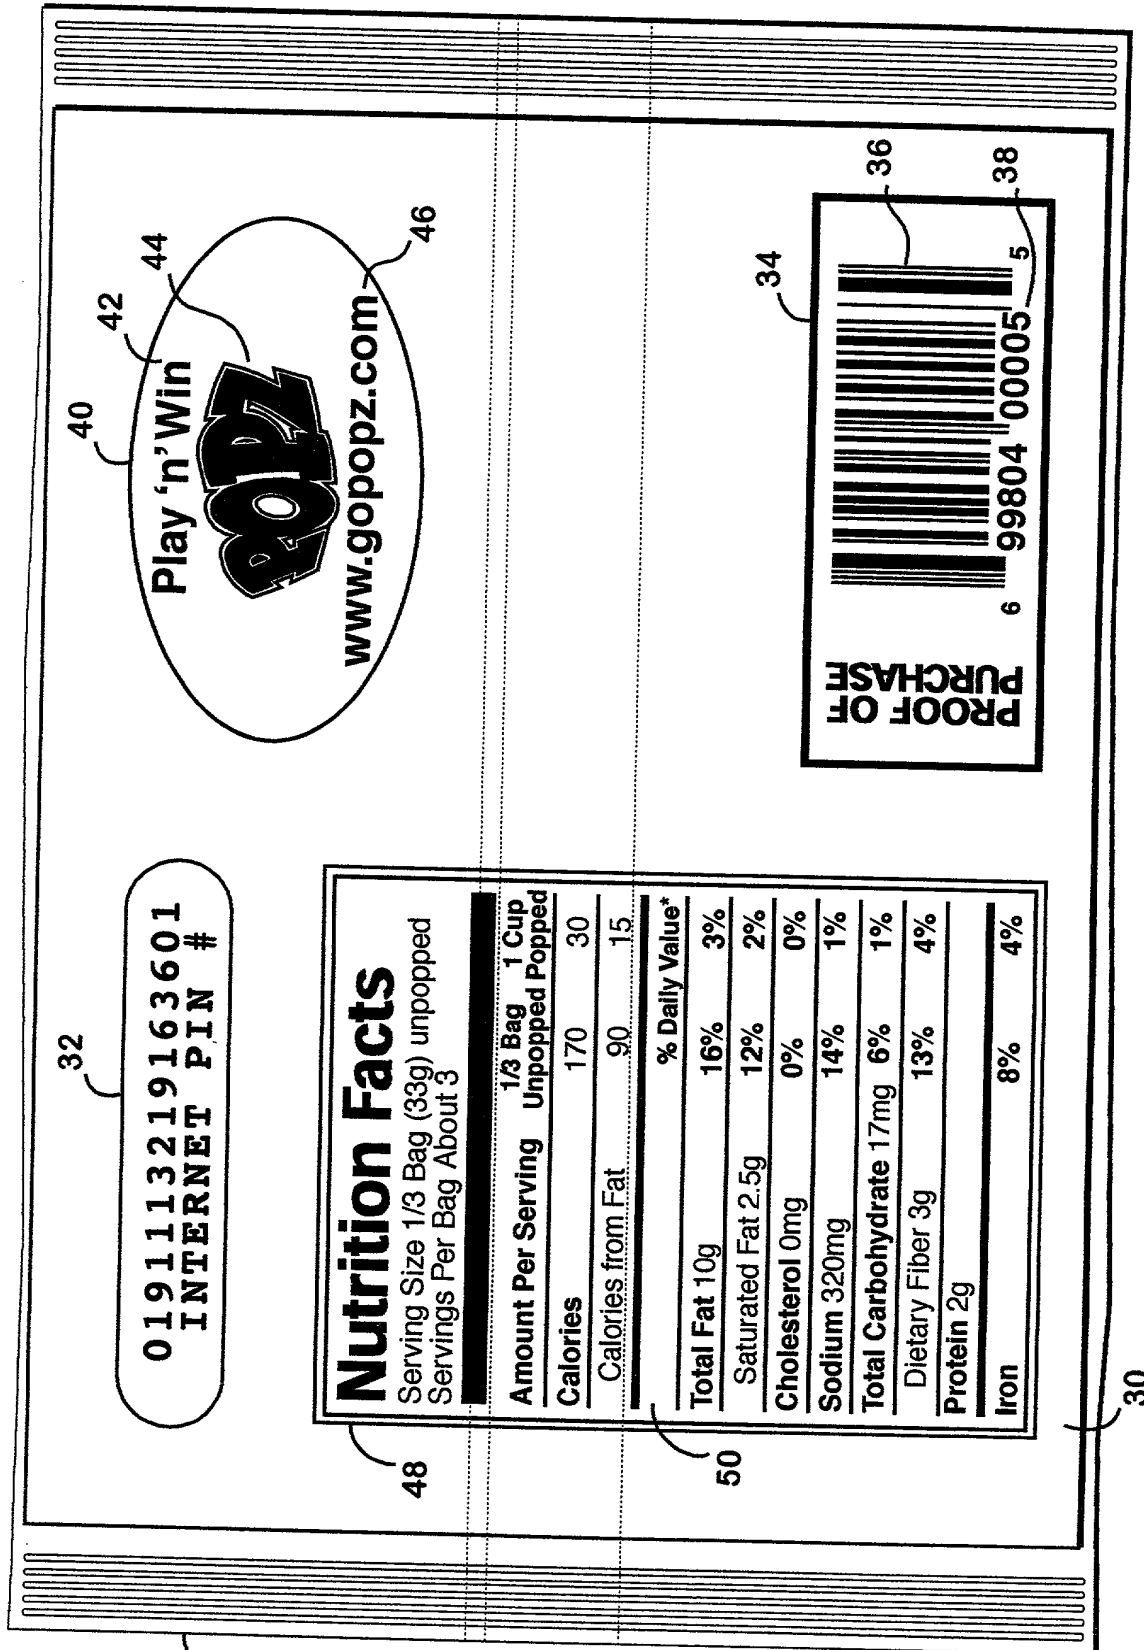 32
0191113219163601
INTERNET PIN #
40
42
44
Play 'n' Win
POPZ
www.gopopz.com
46
48
Nutrition Facts
Serving Size 1/3 Bag (33g) unpopped
Servings Per Bag About 3
Amount Per Serving 1/3 Bag Unpopped 1 Cup Popped
Calories 170 30
Calories from Fat 90 15
50
% Daily Value*
Total Fat 10g 16% 3%
Saturated Fat 2.5g 12% 2%
Cholesterol 0mg 0% 0%
Sodium 320mg 14% 1%
Total Carbohydrate 17mg 6% 1%
Dietary Fiber 3g 13% 4%
Protein 2g
Iron 8% 4%
30
34
PROOF OF
PURCHASE
36
6 99804 00005 5
38